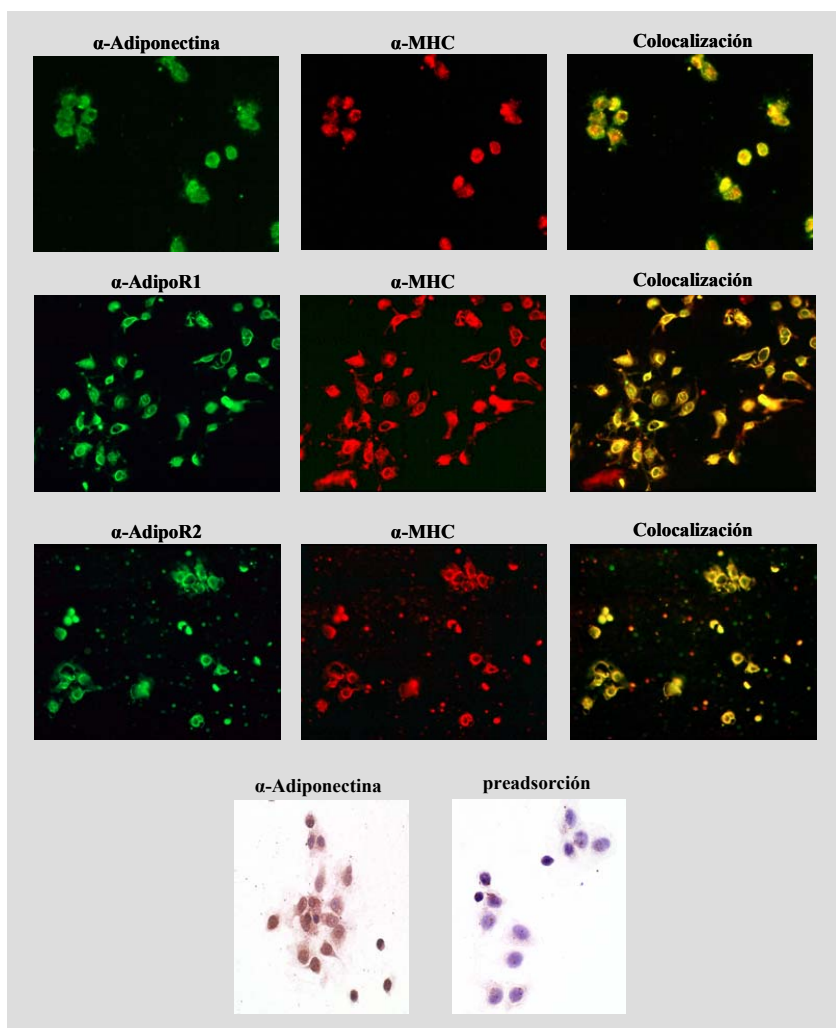 α-Adiponectina
α-MHC
Colocalización
α-AdipoR1
α-MHC
Colocalización
α-AdipoR2
α-MHC
Colocalización
α-Adiponectina
preadsorción